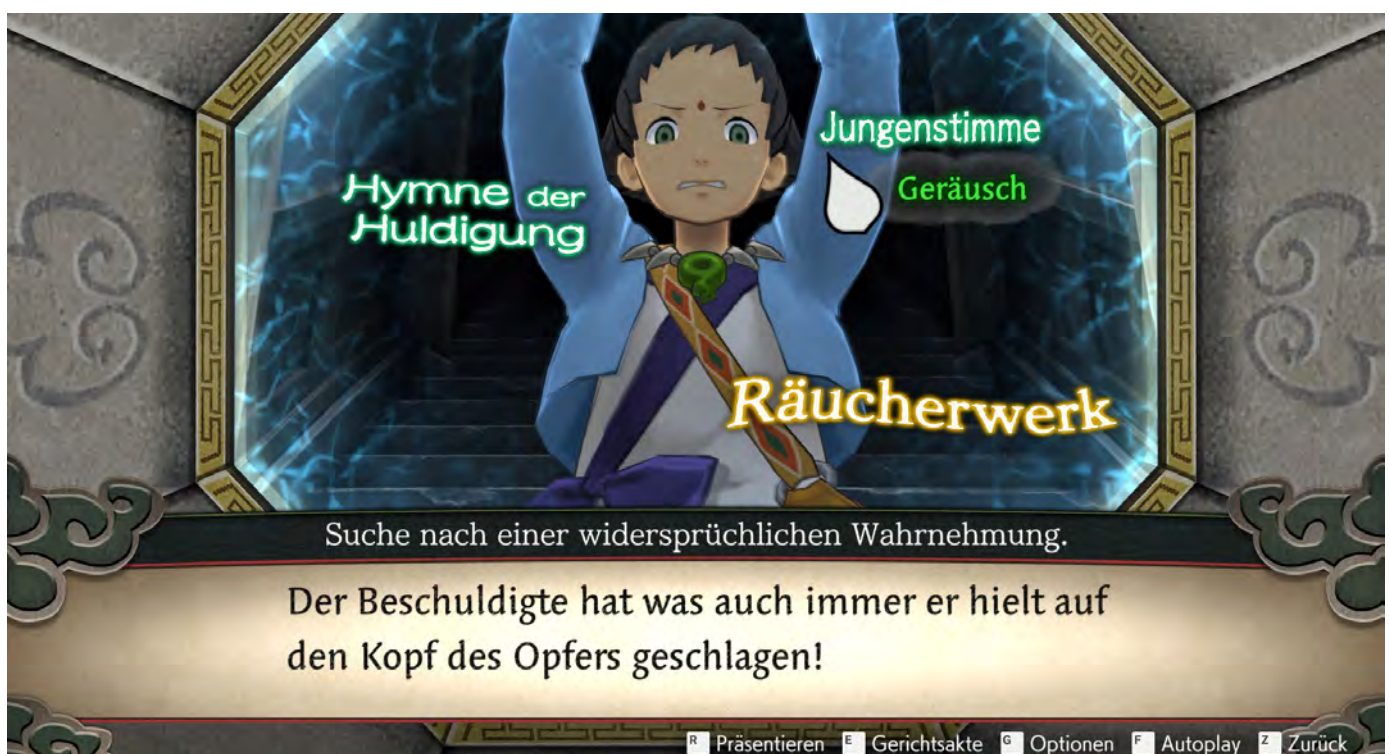 Jungenstimme
Geräusch
Hymne der
Huldigung
Räucherwerk
Suche nach einer widersprüchlichen Wahrnehmung.
Der Beschuldigte hat was auch immer er hielt auf
den Kopf des Opfers geschlagen!
R Präsentieren E Gerichtsakte G Optionen F Autoplay Z Zurück